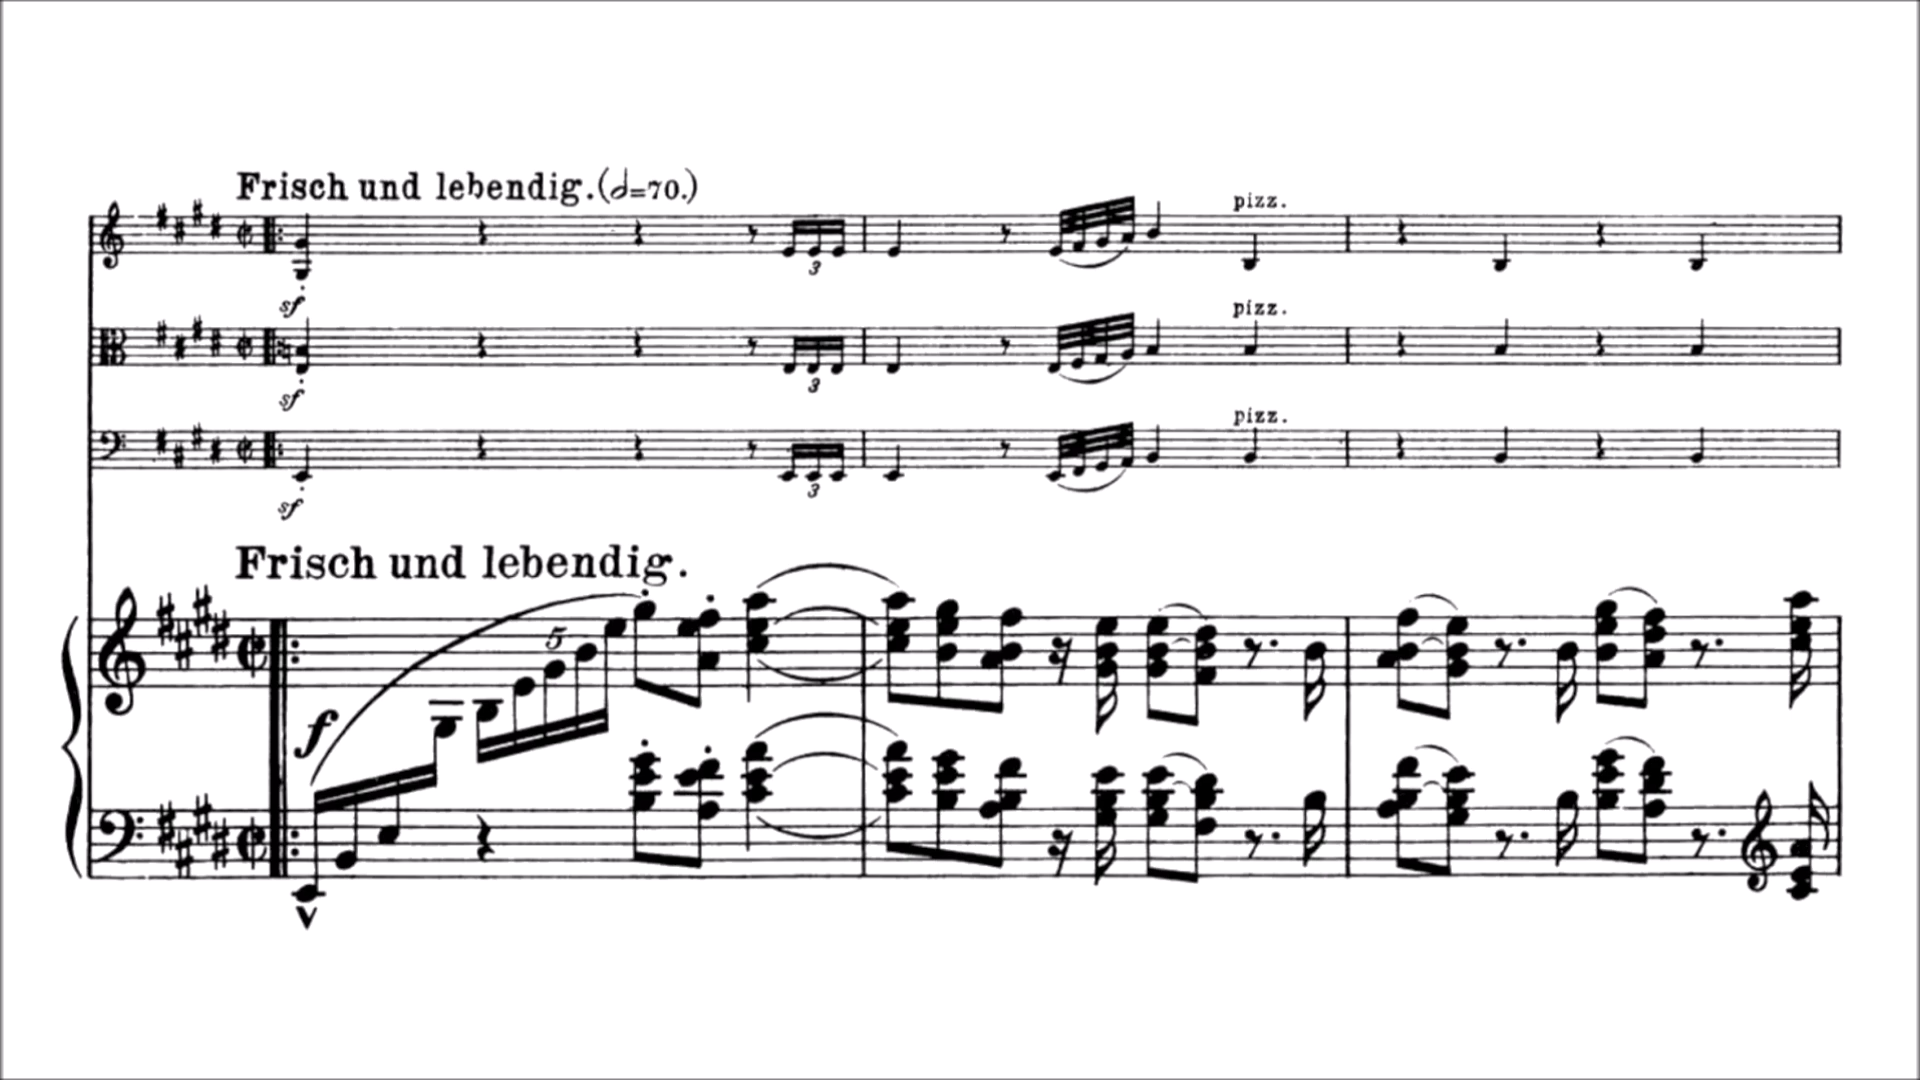 Frisch und lebendig. (𝅗𝅥=70.)
pizz.
3
sf
pizz.
3
sf
pizz.
3
sf
Frisch und lebendig.
5
f